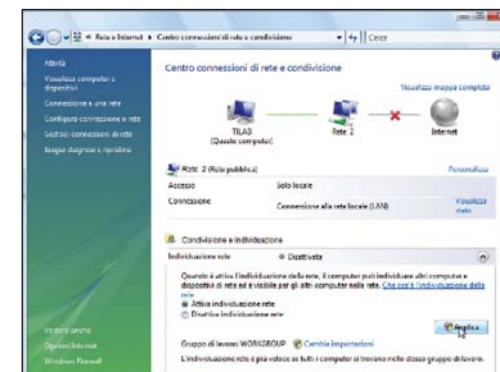 Rete e Internet ▸ Centro connessioni di rete e condivisione
Cerca
Attività
Visualizza computer e
dispositivi
Connessione a una rete
Configura connessione o rete
Gestisci connessioni di rete
Esegui diagnosi e ripristina
Centro connessioni di rete e condivisione
Visualizza mappa completa
TILAB
(Questo computer)
Rete 2
Internet
Rete 2 (Rete pubblica)
Personalizza
Accesso
Solo locale
Connessione
Connessione alla rete locale (LAN)
Visualizza
stato
Condivisione e individuazione
Individuazione rete
Disattivata
Quando è attiva l'individuazione della rete, il computer può individuare altri computer e
dispositivi di rete ed è visibile per gli altri computer nella rete. Che cos'è l'individuazione della
rete
Attiva individuazione rete
Disattiva individuazione rete
Applica
Gruppo di lavoro WORKGROUP
Cambia impostazioni
L'individuazione rete è più veloce se tutti i computer si trovano nello stesso gruppo di lavoro.
Vedere anche
Opzioni Internet
Windows Firewall